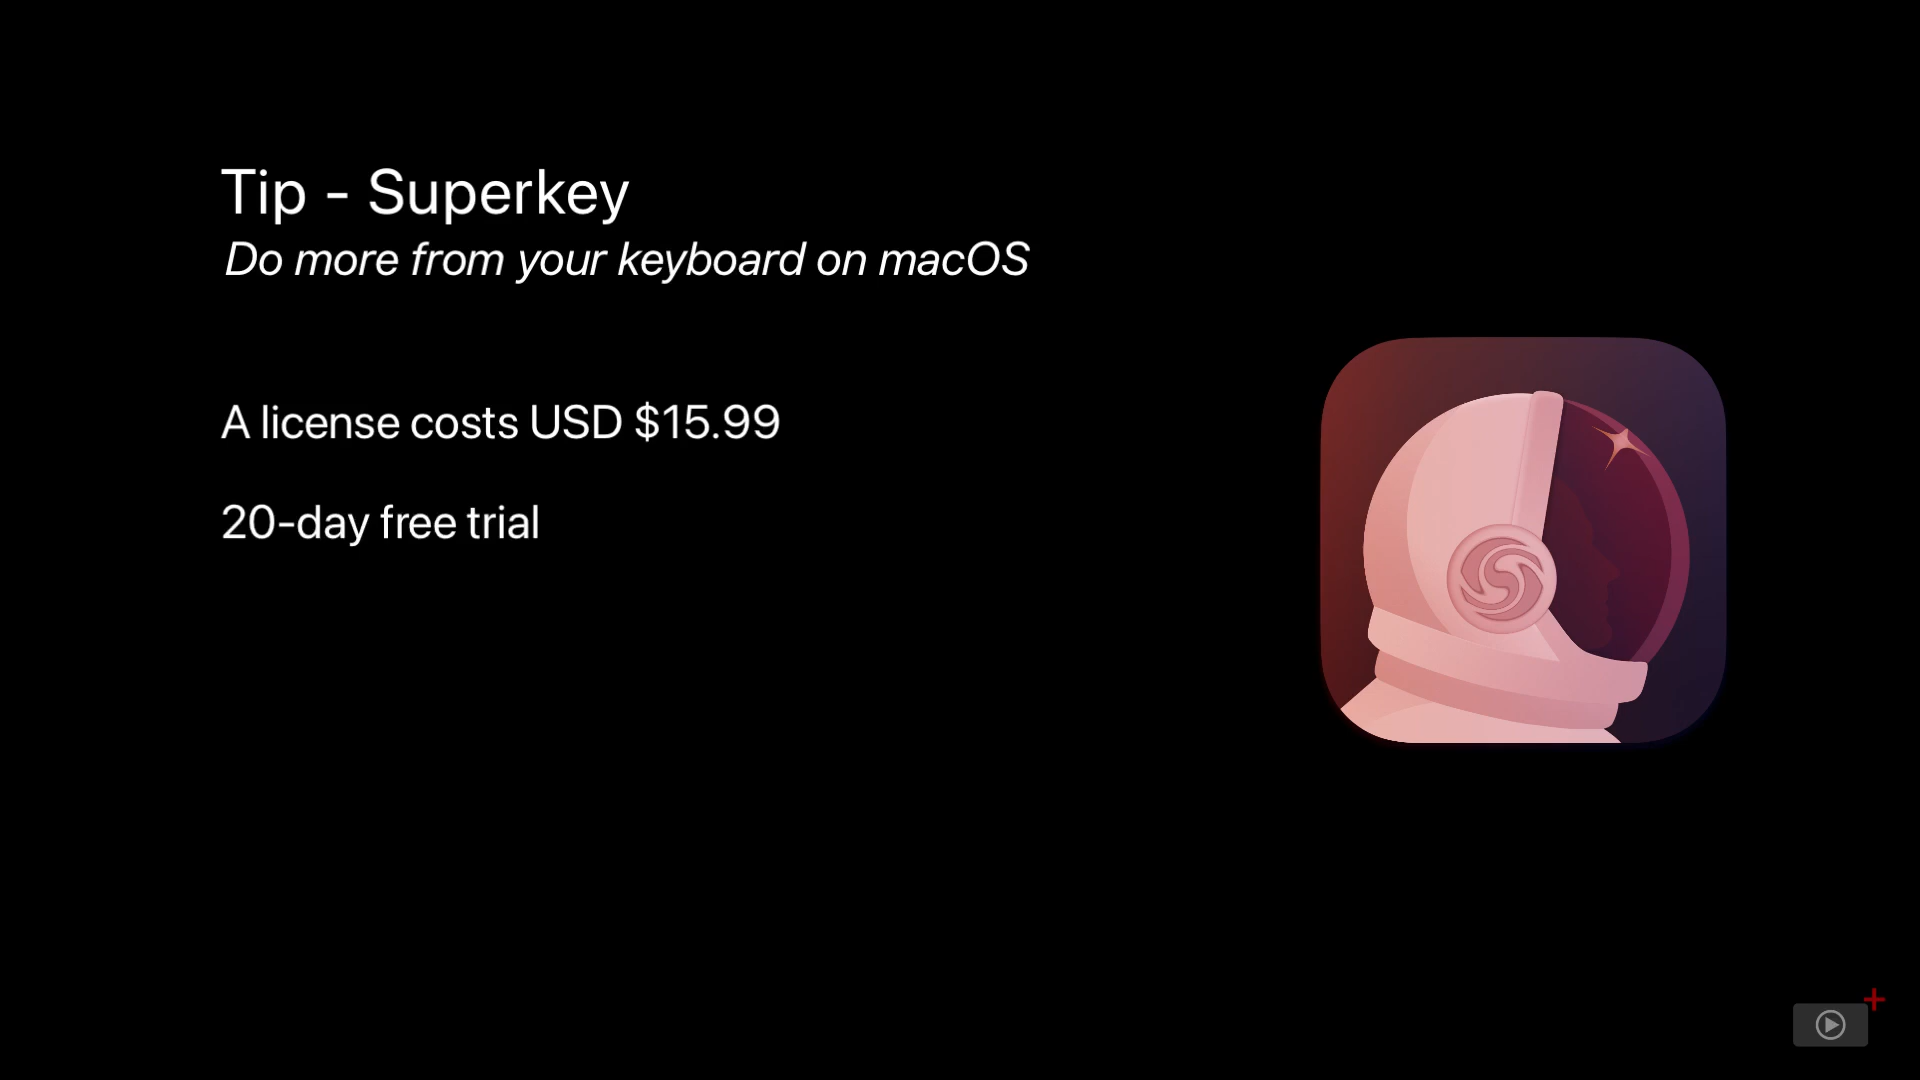 Tip - Superkey
Do more from your keyboard on macOS
A license costs USD $15.99
20-day free trial